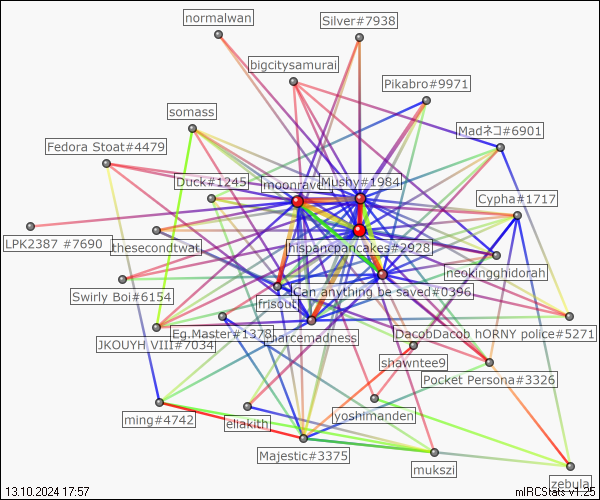 normalwan
Silver#7938
bigcitysamurai
Pikabro#9971
somass
Madネコ#6901
Fedora Stoat#4479
Duck#1245
moonraven
Mushy#1984
Cypha#1717
LPK2387 #7690
thesecondtwat
hispancpancakes#2928
neokingghidorah
Swirly Boi#6154
frisout
Can anything be saved#0396
JKOUYH VIII#7034
Eg.Master#1378
marcemadness
DacobDacob hORNY police#5271
shawntee9
Pocket Persona#3326
ming#4742
eliakith
yoshimanden
Majestic#3375
mukszi
zebula
13.10.2024 17:57
mIRCStats v1.25